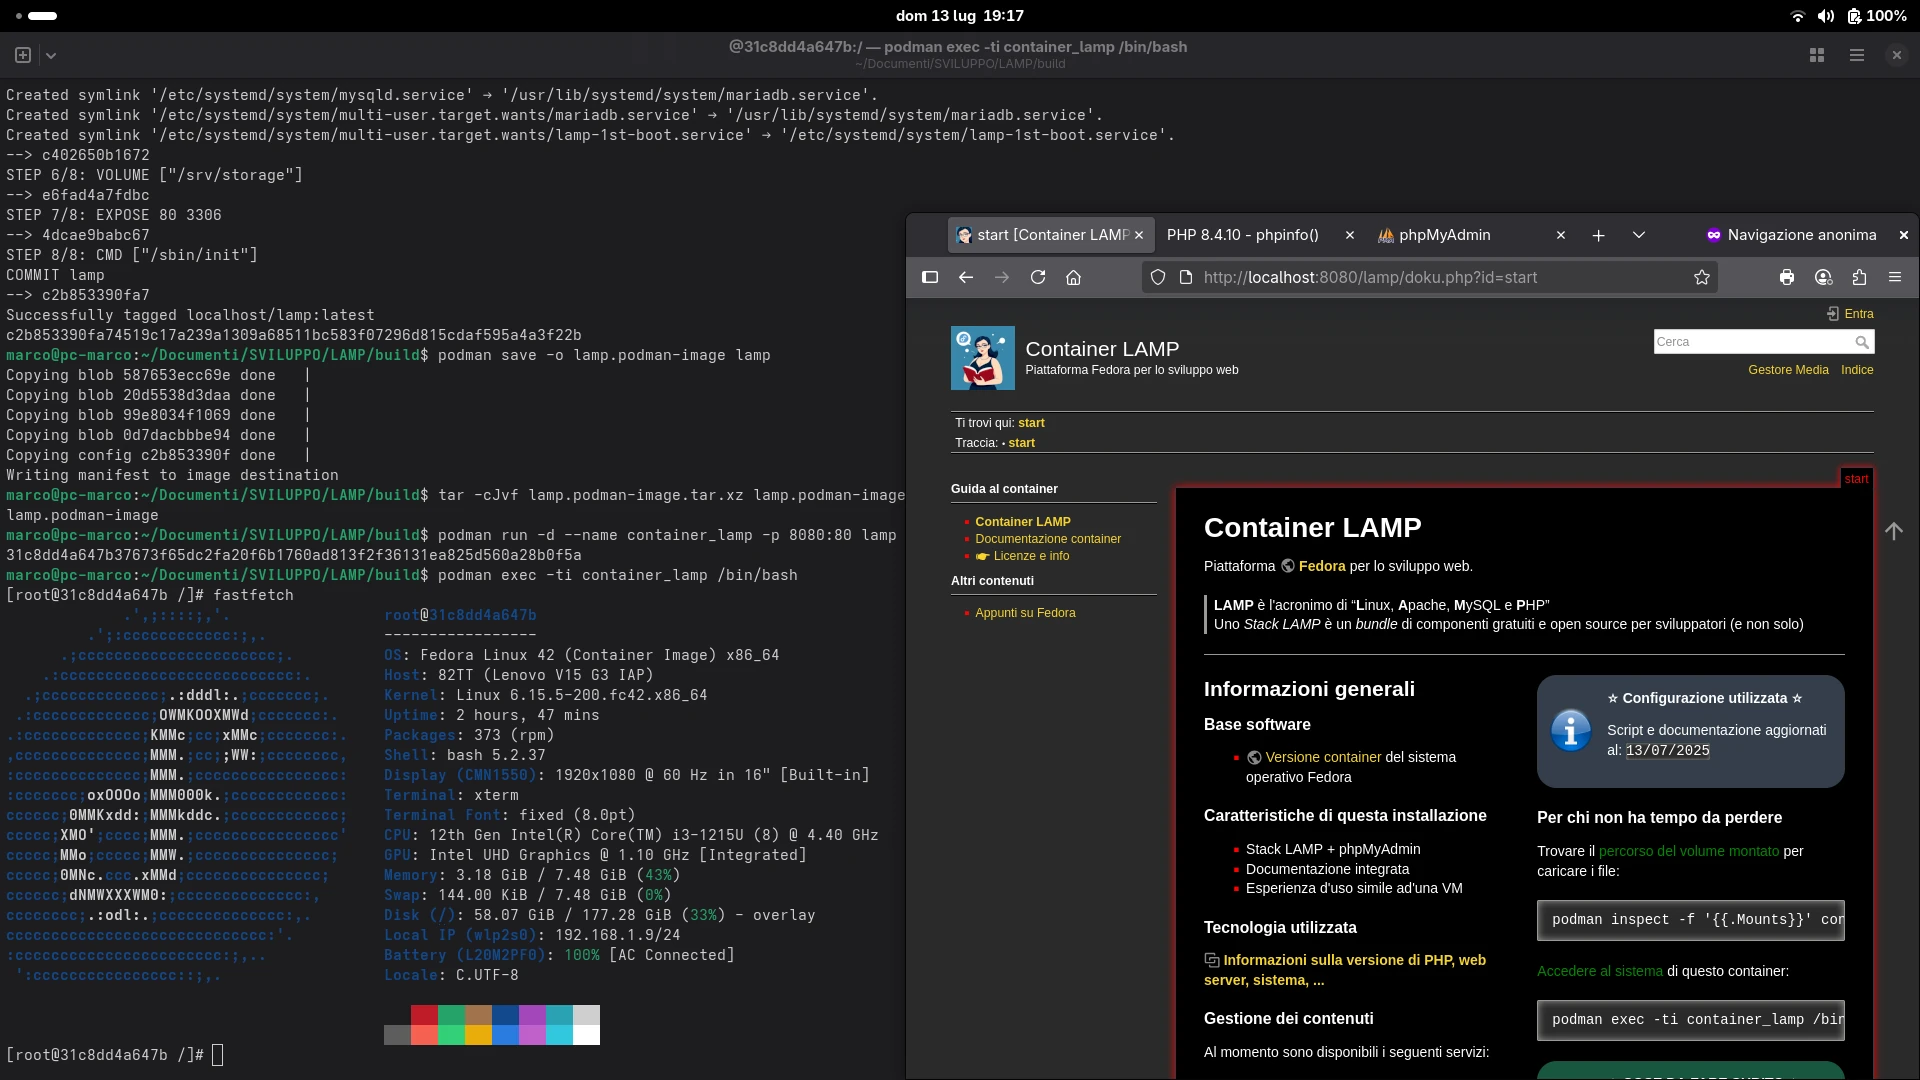 dom 13 lug 19:17
100%
@31c8dd4a647b:/ — podman exec -ti container_lamp /bin/bash
~/Documenti/SVILUPPO/LAMP/build
Created symlink '/etc/systemd/system/mysqld.service' → '/usr/lib/systemd/system/mariadb.service'.
Created symlink '/etc/systemd/system/multi-user.target.wants/mariadb.service' → '/usr/lib/systemd/system/mariadb.service'.
Created symlink '/etc/systemd/system/multi-user.target.wants/lamp-1st-boot.service' → '/etc/systemd/system/lamp-1st-boot.service'.
--> c402650b1672
STEP 6/8: VOLUME ["/srv/storage"]
--> e6fad4a7fdbc
STEP 7/8: EXPOSE 80 3306
--> 4dcae9babc67
STEP 8/8: CMD ["/sbin/init"]
COMMIT lamp
--> c2b853390fa7
Successfully tagged localhost/lamp:latest
c2b853390fa74519c17a239a1309a68511bc583f07296d815cdaf595a4a3f22b
marco@pc-marco:~/Documenti/SVILUPPO/LAMP/build$ podman save -o lamp.podman-image lamp
Copying blob 587653ecc69e done   |
Copying blob 20d5538d3daa done   |
Copying blob 99e8034f1069 done   |
Copying blob 0d7dacbbbe94 done   |
Copying config c2b853390f done   |
Writing manifest to image destination
marco@pc-marco:~/Documenti/SVILUPPO/LAMP/build$ tar -cJvf lamp.podman-image.tar.xz lamp.podman-image
lamp.podman-image
marco@pc-marco:~/Documenti/SVILUPPO/LAMP/build$ podman run -d --name container_lamp -p 8080:80 lamp
31c8dd4a647b37673f65dc2fa20f6b1760ad813f2f36131ea825d560a28b0f5a
marco@pc-marco:~/Documenti/SVILUPPO/LAMP/build$ podman exec -ti container_lamp /bin/bash
[root@31c8dd4a647b /]# fastfetch
root@31c8dd4a647b
-----------------
OS: Fedora Linux 42 (Container Image) x86_64
Host: 82TT (Lenovo V15 G3 IAP)
Kernel: Linux 6.15.5-200.fc42.x86_64
Uptime: 2 hours, 47 mins
Packages: 373 (rpm)
Shell: bash 5.2.37
Display (CMN1550): 1920x1080 @ 60 Hz in 16" [Built-in]
Terminal: xterm
Terminal Font: fixed (8.0pt)
CPU: 12th Gen Intel(R) Core(TM) i3-1215U (8) @ 4.40 GHz
GPU: Intel UHD Graphics @ 1.10 GHz [Integrated]
Memory: 3.18 GiB / 7.48 GiB (43%)
Swap: 144.00 KiB / 7.48 GiB (0%)
Disk (/): 58.07 GiB / 177.28 GiB (33%) - overlay
Local IP (wlp2s0): 192.168.1.9/24
Battery (L20M2PF0): 100% [AC Connected]
Locale: C.UTF-8
[root@31c8dd4a647b /]#
start [Container LAMP
PHP 8.4.10 - phpinfo()
phpMyAdmin
Navigazione anonima
http://localhost:8080/lamp/doku.php?id=start
Entra
Container LAMP
Piattaforma Fedora per lo sviluppo web
Cerca
Gestore Media Indice
Ti trovi qui: start
Traccia: • start
start
Guida al container
Container LAMP
Documentazione container
👉 Licenze e info
Altri contenuti
Appunti su Fedora
Container LAMP
Piattaforma Fedora per lo sviluppo web.
LAMP è l'acronimo di “Linux, Apache, MySQL e PHP”
Uno Stack LAMP è un bundle di componenti gratuiti e open source per sviluppatori (e non solo)
Informazioni generali
Base software
Versione container del sistema
operativo Fedora
Caratteristiche di questa installazione
Stack LAMP + phpMyAdmin
Documentazione integrata
Esperienza d'uso simile ad'una VM
Tecnologia utilizzata
Informazioni sulla versione di PHP, web
server, sistema, ...
Gestione dei contenuti
Al momento sono disponibili i seguenti servizi:
⭐ Configurazione utilizzata ⭐
Script e documentazione aggiornati
al: 13/07/2025
Per chi non ha tempo da perdere
Trovare il percorso del volume montato per
caricare i file:
podman inspect -f '{{.Mounts}}' con
Accedere al sistema di questo container:
podman exec -ti container_lamp /bin